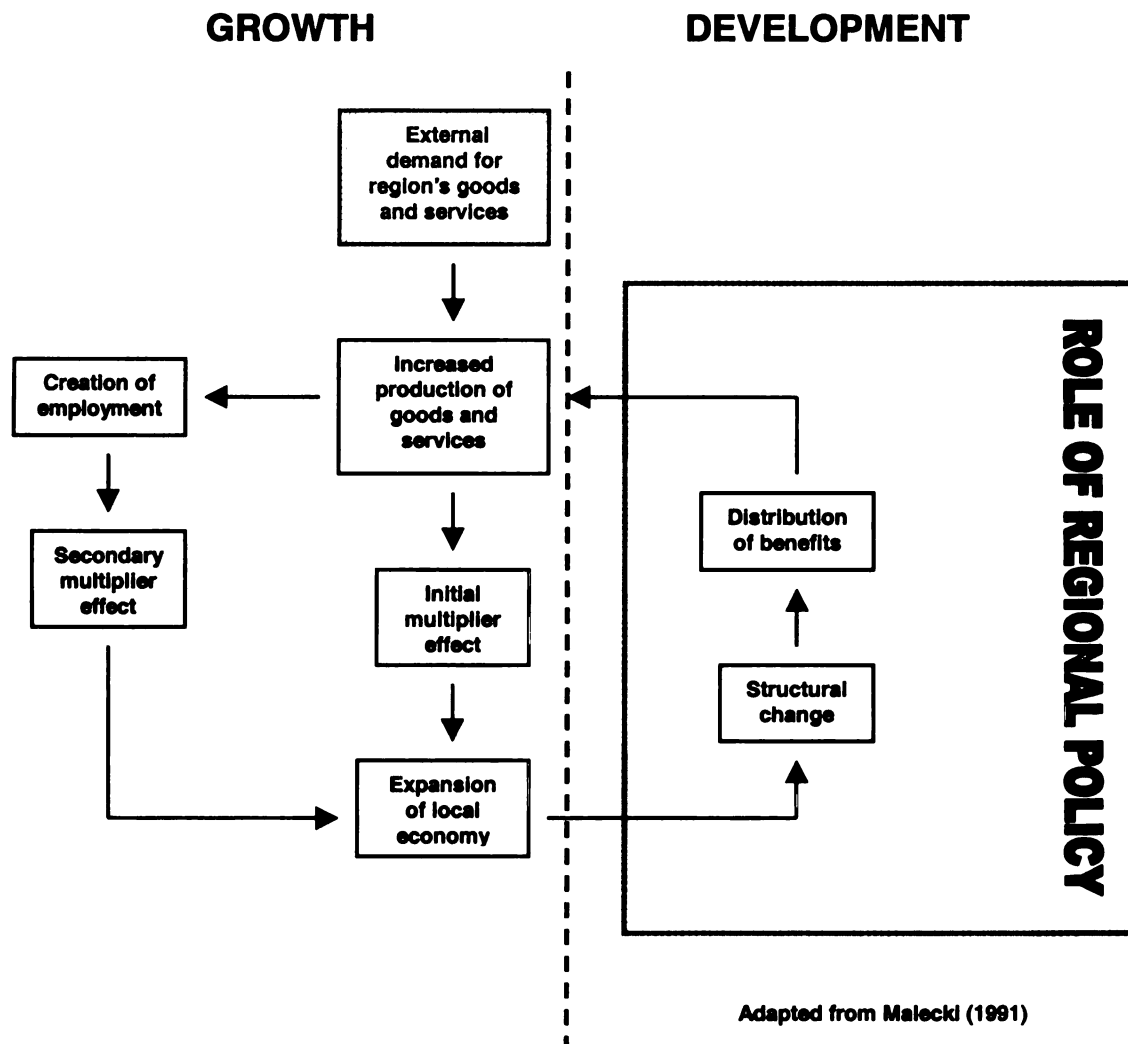 GROWTH
DEVELOPMENT
External
demand for
region's goods
and services
Increased
production of
goods and
services
Creation of
employment
Secondary
multiplier
effect
Initial
multiplier
effect
Expansion
of local
economy
Distribution
of benefits
Structural
change
ROLE OF REGIONAL POLICY
Adapted from Malecki (1991)